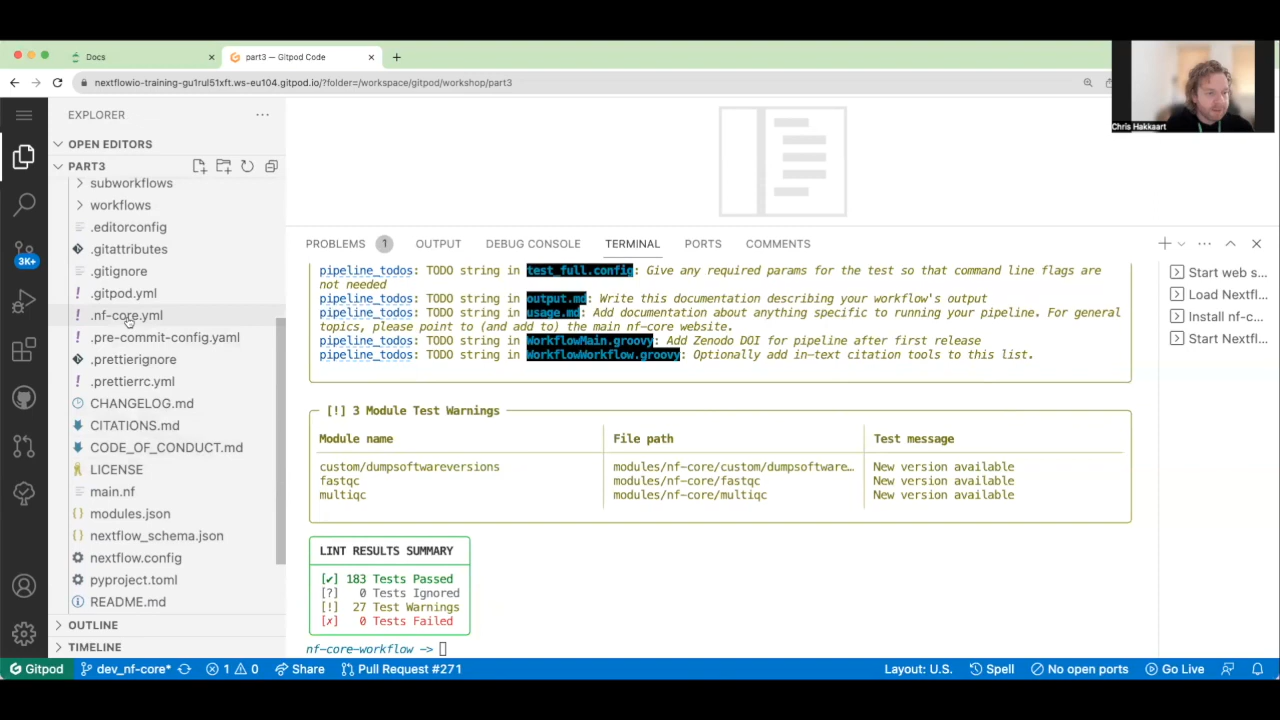 Docs
part3 — Gitpod Code
nextflowio-training-gu1rul51xft.ws-eu104.gitpod.io/?folder=/workspace/gitpod/workshop/part3
Chris Hakkaart
EXPLORER
OPEN EDITORS
PART3
subworkflows
workflows
.editorconfig
.gitattributes
.gitignore
.gitpod.yml
.nf-core.yml
.pre-commit-config.yaml
.prettierignore
.prettierrc.yml
CHANGELOG.md
CITATIONS.md
CODE_OF_CONDUCT.md
LICENSE
main.nf
modules.json
nextflow_schema.json
nextflow.config
pyproject.toml
README.md
OUTLINE
TIMELINE
3K+
PROBLEMS 1 OUTPUT DEBUG CONSOLE TERMINAL PORTS COMMENTS
pipeline_todos: TODO string in test_full.config: Give any required params for the test so that command line flags are
not needed
pipeline_todos: TODO string in output.md: Write this documentation describing your workflow's output
pipeline_todos: TODO string in usage.md: Add documentation about anything specific to running your pipeline. For general
topics, please point to (and add to) the main nf-core website.
pipeline_todos: TODO string in WorkflowMain.groovy: Add Zenodo DOI for pipeline after first release
pipeline_todos: TODO string in WorkflowWorkflow.groovy: Optionally add in-text citation tools to this list.
[!] 3 Module Test Warnings
Module name File path Test message
custom/dumpsoftwareversions modules/nf-core/custom/dumpsoftware… New version available
fastqc modules/nf-core/fastqc New version available
multiqc modules/nf-core/multiqc New version available
LINT RESULTS SUMMARY
[✔] 183 Tests Passed
[?] 0 Tests Ignored
[!] 27 Test Warnings
[✗] 0 Tests Failed
nf-core-workflow ->
Start web s...
Load Nextfl...
Install nf-c...
Start Nextfl...
Gitpod dev_nf-core* 1 0 Share Pull Request #271 Layout: U.S. Spell No open ports Go Live